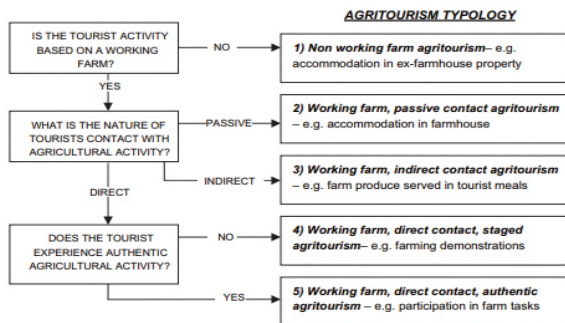 AGRITOURISM TYPOLOGY
IS THE TOURIST ACTIVITY
BASED ON A WORKING
FARM?
NO
1) Non working farm agritourism– e.g.
accommodation in ex-farmhouse property
YES
WHAT IS THE NATURE OF
TOURISTS CONTACT WITH
AGRICULTURAL ACTIVITY?
PASSIVE
2) Working farm, passive contact agritourism
– e.g. accommodation in farmhouse
INDIRECT
3) Working farm, indirect contact agritourism
– e.g. farm produce served in tourist meals
DIRECT
DOES THE TOURIST
EXPERIENCE AUTHENTIC
AGRICULTURAL ACTIVITY?
NO
4) Working farm, direct contact, staged
agritourism– e.g. farming demonstrations
YES
5) Working farm, direct contact, authentic
agritourism – e.g. participation in farm tasks